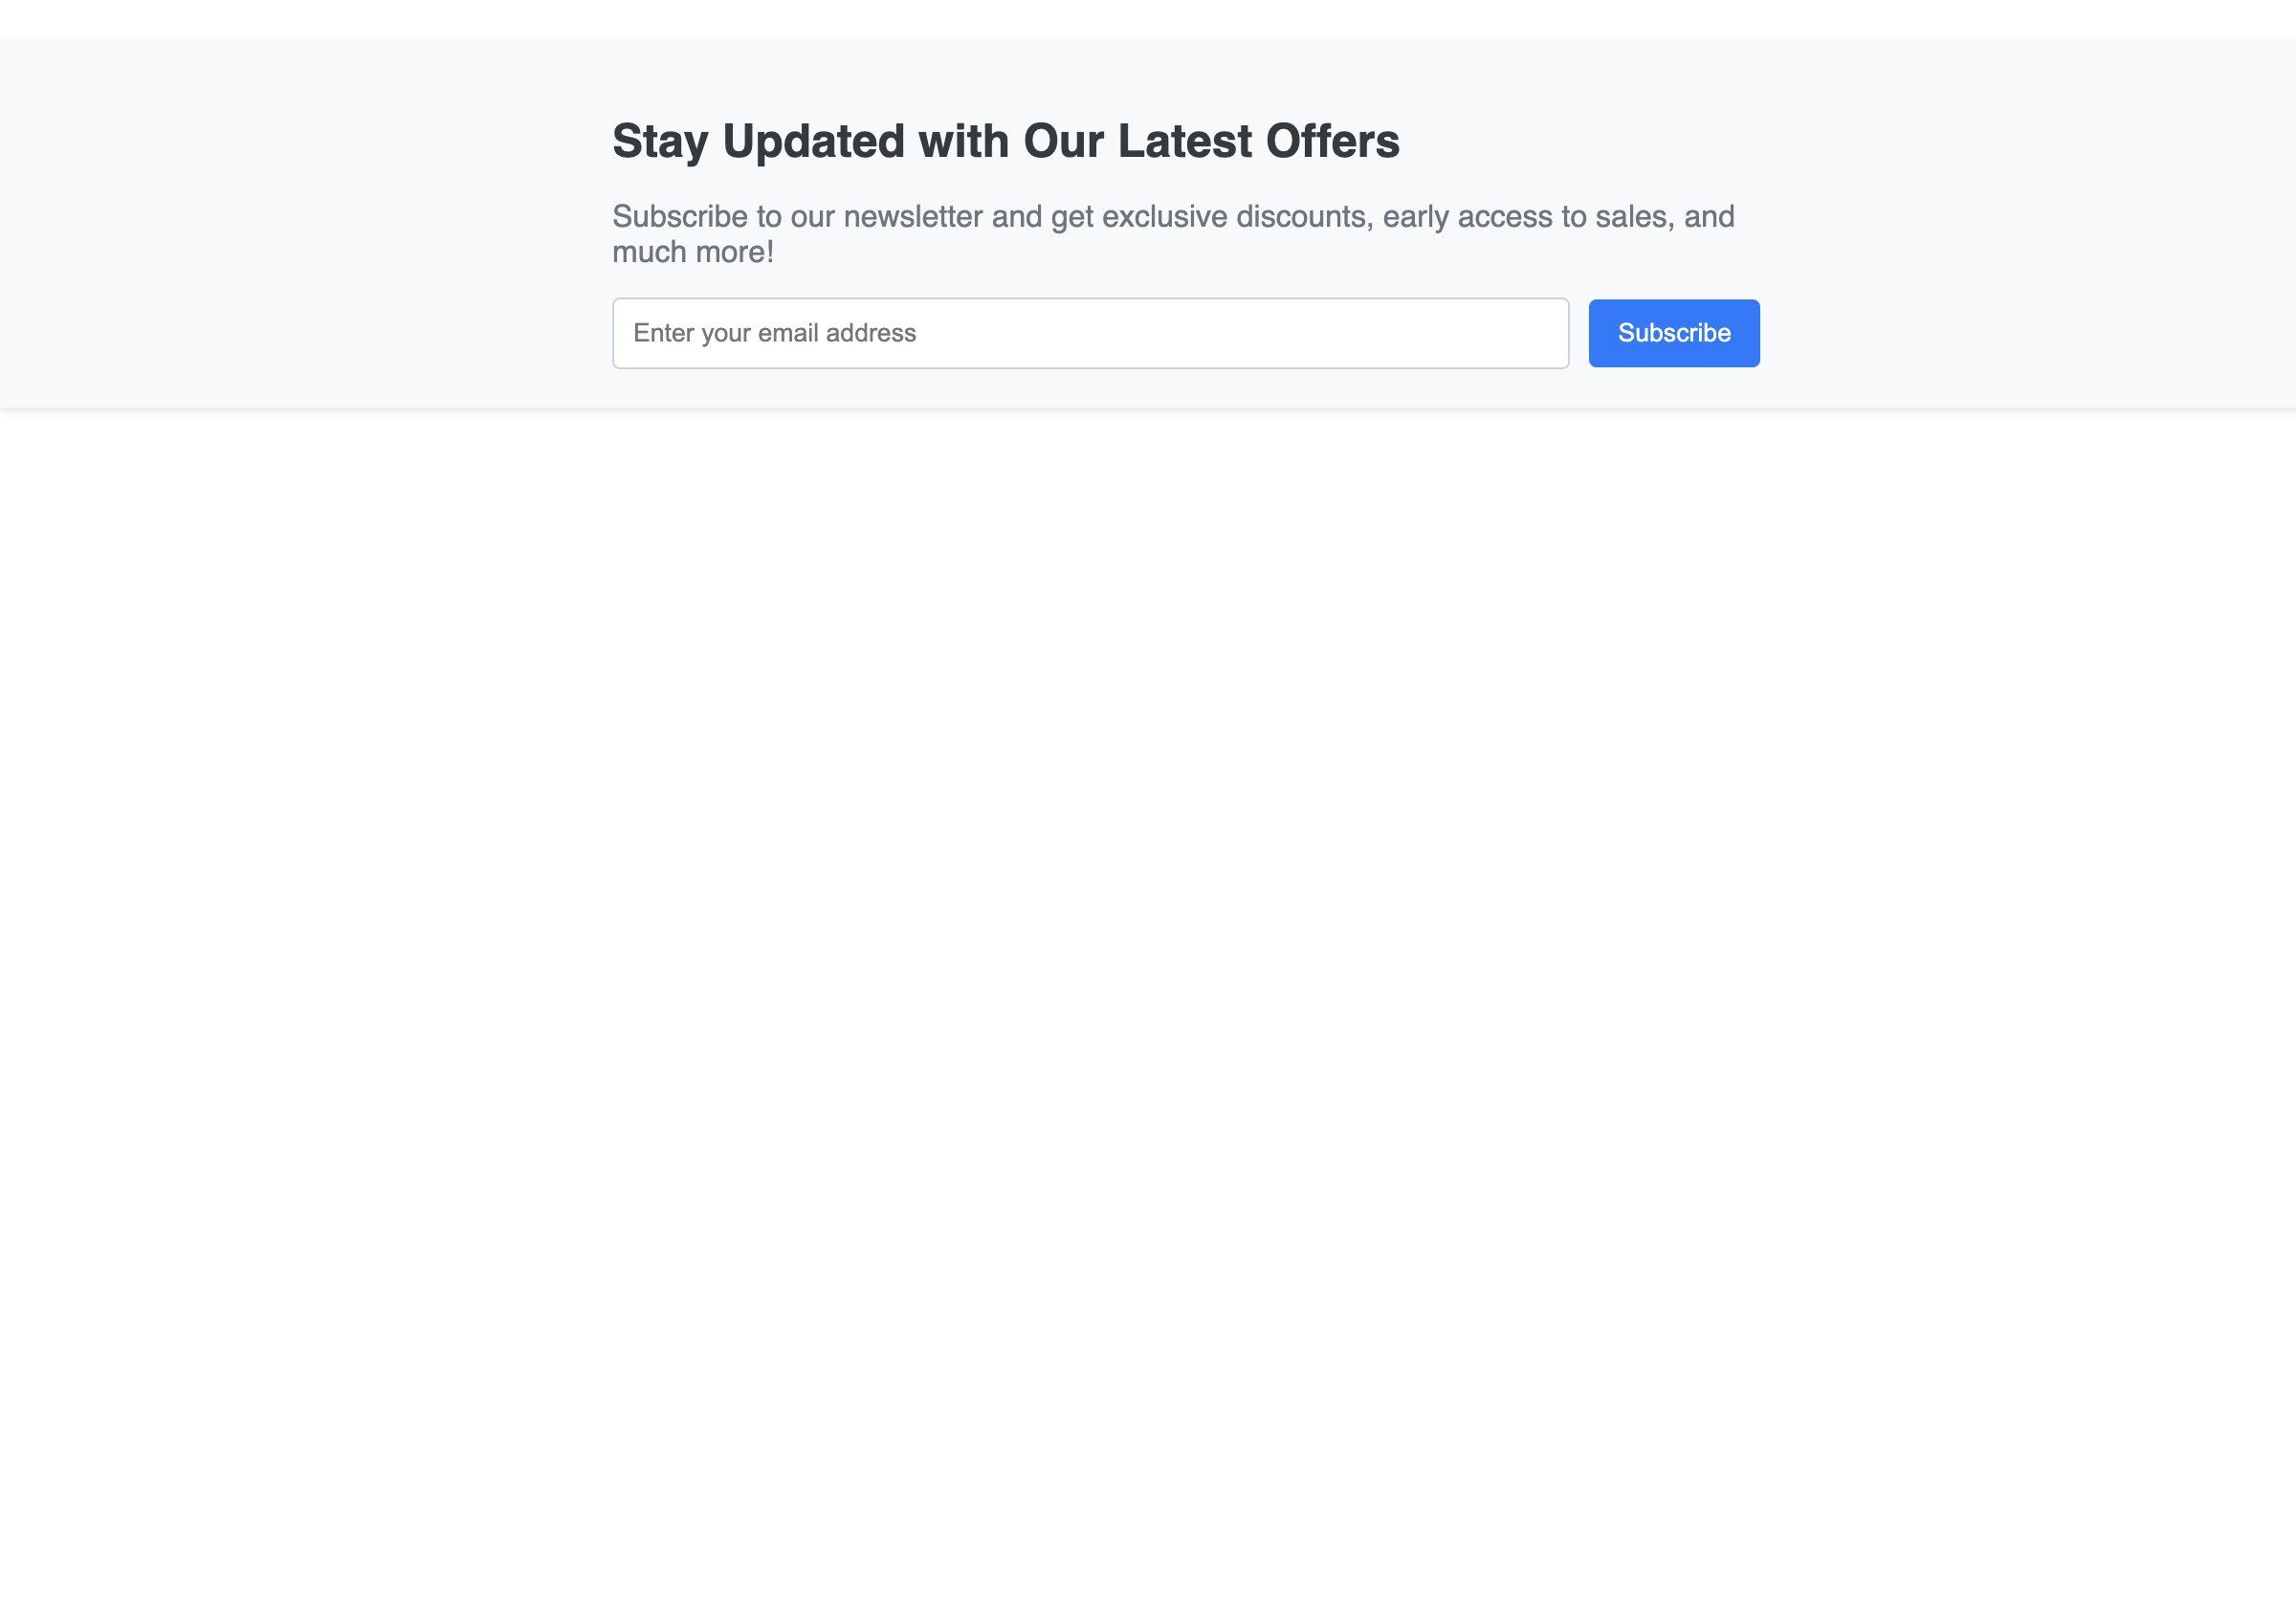 Stay Updated with Our Latest Offers
Subscribe to our newsletter and get exclusive discounts, early access to sales, and
much more!
Enter your email address
Subscribe